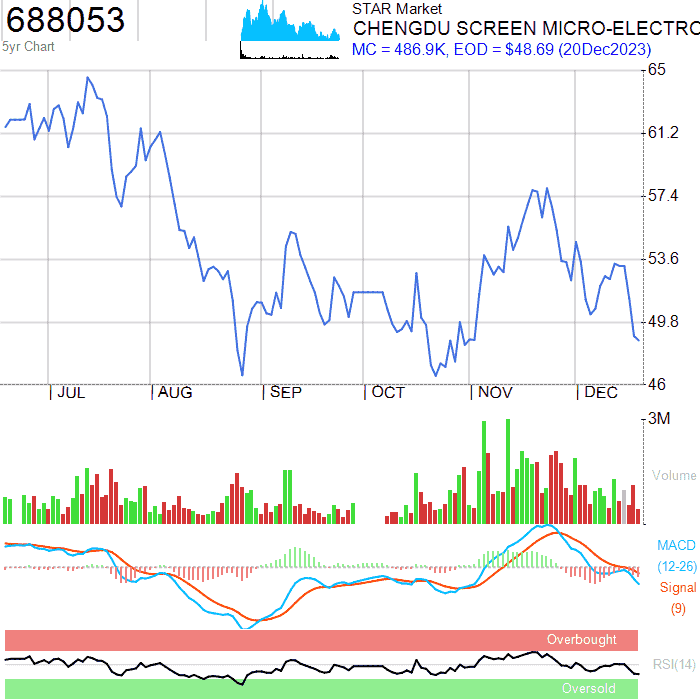 688053
5yr Chart
STAR Market
CHENGDU SCREEN MICRO-ELECTRO
MC = 486.9K, EOD = $48.69 (20Dec2023)
65
61.2
57.4
53.6
49.8
46
JUL
AUG
SEP
OCT
NOV
DEC
3M
Volume
MACD
(12-26)
Signal
(9)
Overbought
RSI(14)
Oversold